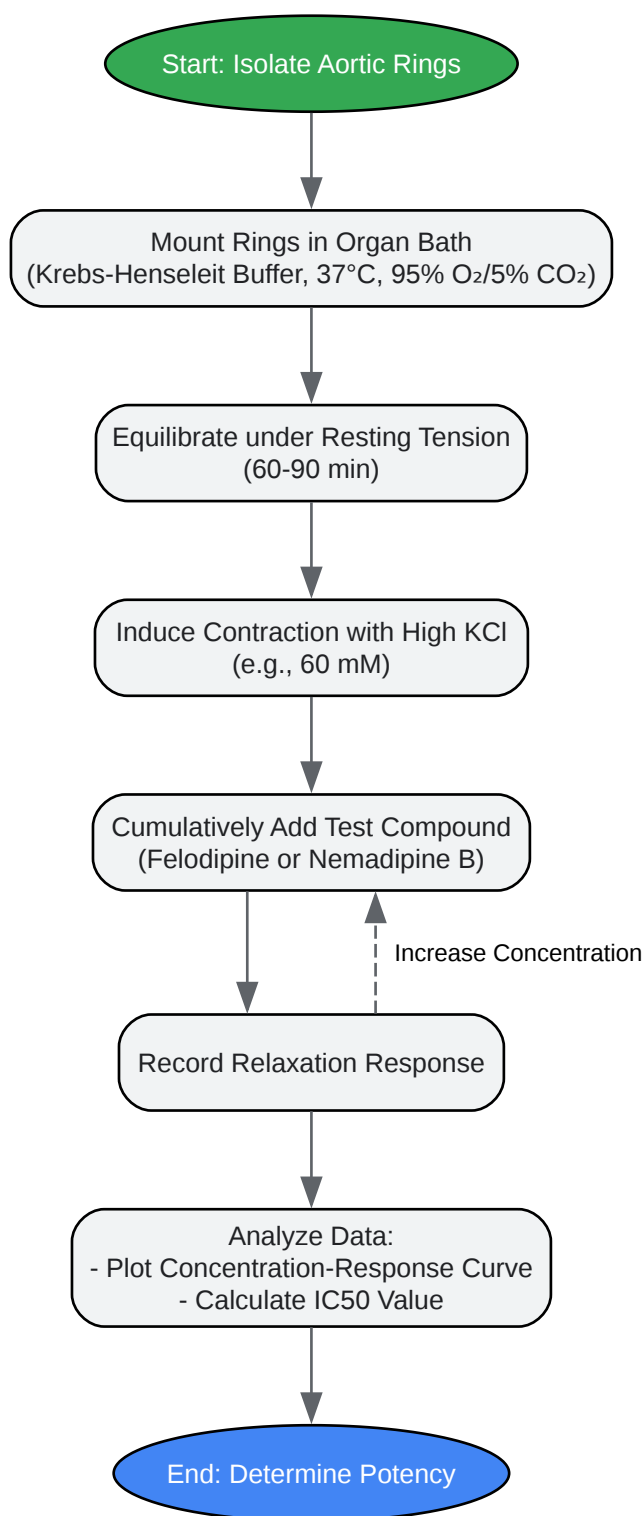 Start: Isolate Aortic Rings
Mount Rings in Organ Bath
(Krebs-Henseleit Buffer, 37°C, 95% O₂/5% CO₂)
Equilibrate under Resting Tension
(60-90 min)
Induce Contraction with High KCl
(e.g., 60 mM)
Cumulatively Add Test Compound
(Felodipine or Nemadipine B)
Increase Concentration
Record Relaxation Response
Analyze Data:
- Plot Concentration-Response Curve
- Calculate IC50 Value
End: Determine Potency